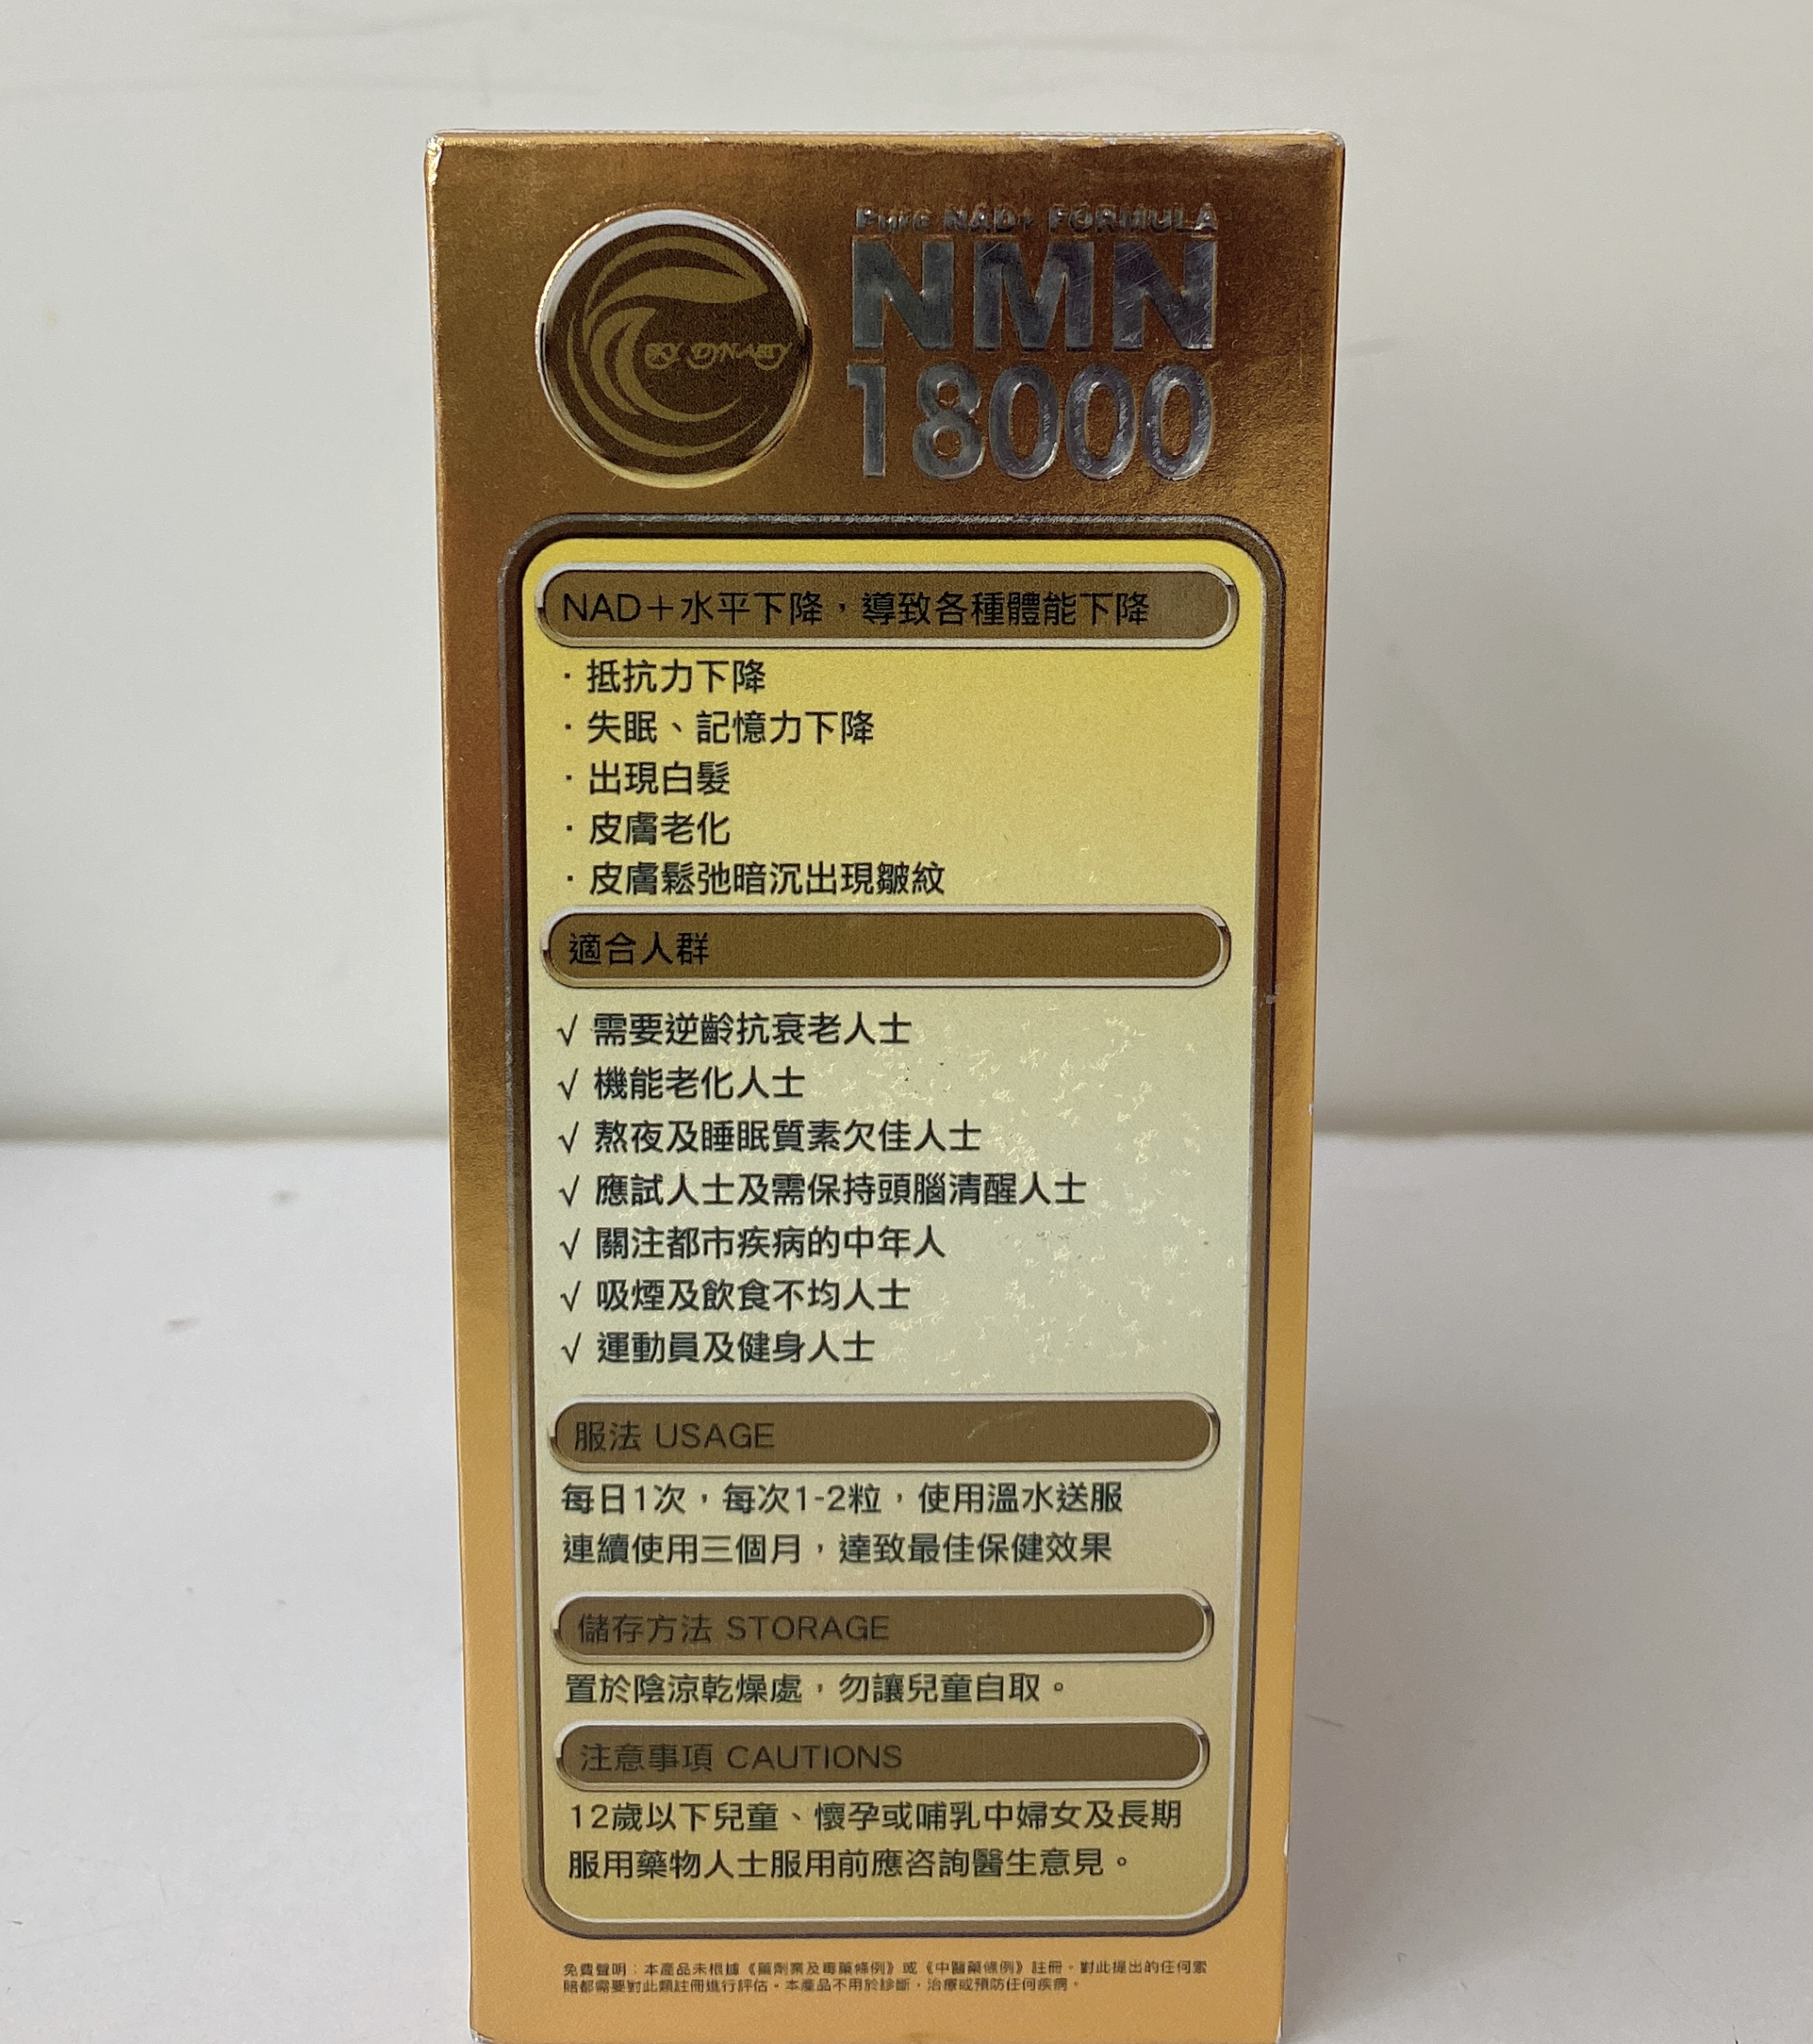 SKY DYNASTY
Pure NAD+ FORMULA
NMN
18000
NAD＋水平下降，導致各種體能下降
· 抵抗力下降
· 失眠、記憶力下降
· 出現白髮
· 皮膚老化
· 皮膚鬆弛暗沉出現皺紋
適合人群
√ 需要逆齡抗衰老人士
√ 機能老化人士
√ 熬夜及睡眠質素欠佳人士
√ 應試人士及需保持頭腦清醒人士
√ 關注都市疾病的中年人
√ 吸煙及飲食不均人士
√ 運動員及健身人士
服法 USAGE
每日1次，每次1-2粒，使用溫水送服
連續使用三個月，達致最佳保健效果
儲存方法 STORAGE
置於陰涼乾燥處，勿讓兒童自取。
注意事項 CAUTIONS
12歲以下兒童、懷孕或哺乳中婦女及長期
服用藥物人士服用前應咨詢醫生意見。
免責聲明：本產品未根據《藥劑業及毒藥條例》或《中醫藥條例》註冊。對此提出的任何索
賠都需要對此類註冊進行評估。本產品不用於診斷，治療或預防任何疾病。